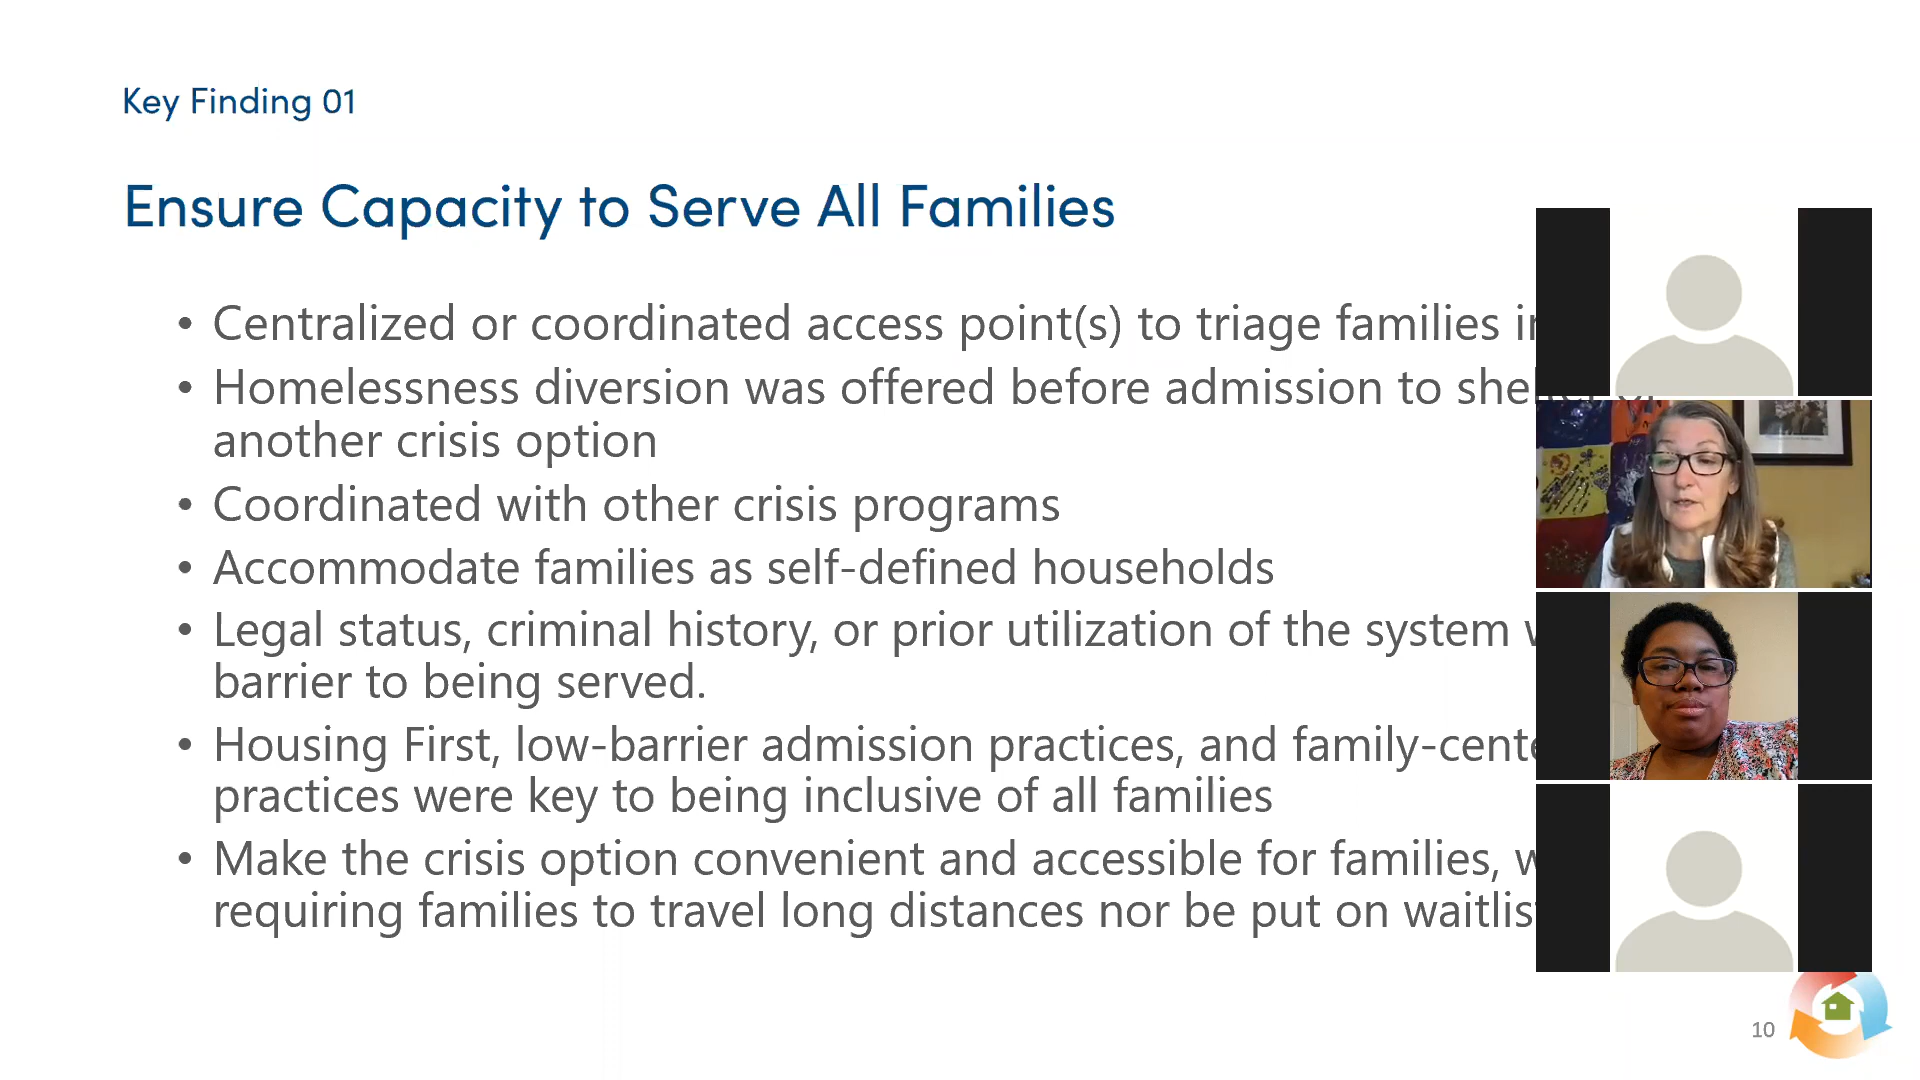 Key Finding 01
Ensure Capacity to Serve All Families
• Centralized or coordinated access point(s) to triage families
• Homelessness diversion was offered before admission to
another crisis option
• Coordinated with other crisis programs
• Accommodate families as self-defined households
• Legal status, criminal history, or prior utilization of the system
barrier to being served.
• Housing First, low-barrier admission practices, and
practices were key to being inclusive of all families
• Make the crisis option convenient and accessible for families,
requiring families to travel long distances nor be put on
10